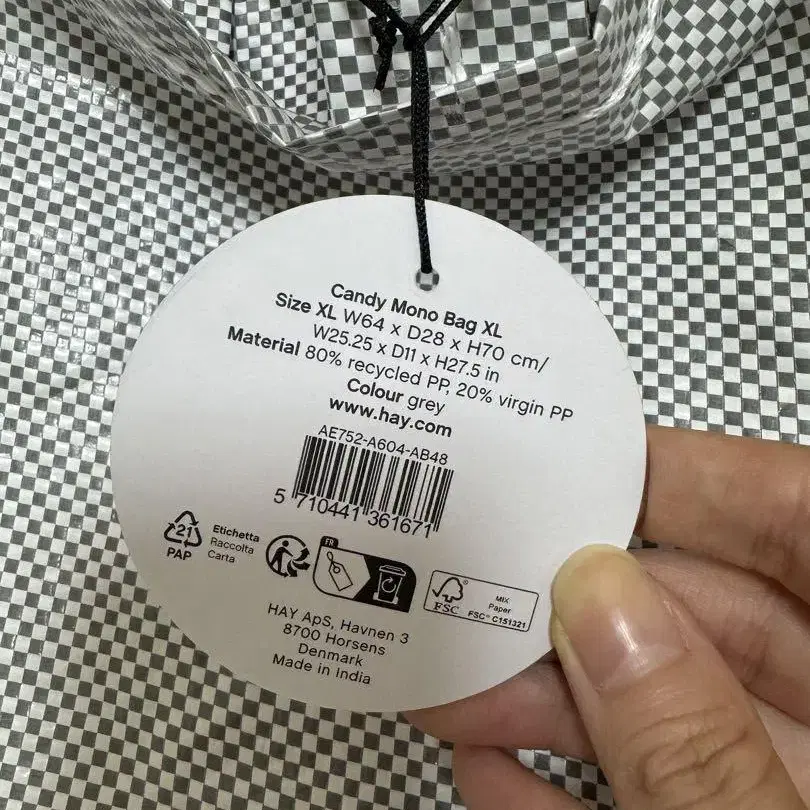 Candy Mono Bag XL
Size XL W64 x D28 x H70 cm/
W25.25 x D11 x H27.5 in
Material 80% recycled PP, 20% virgin PP
Colour grey
www.hay.com
AE752-A604-AB48
5 710441 361671
21
PAP
Etichetta
Raccolta
Carta
FR
FSC®
MIX
Paper
FSC® C151321
HAY ApS, Havnen 3
8700 Horsens
Denmark
Made in India